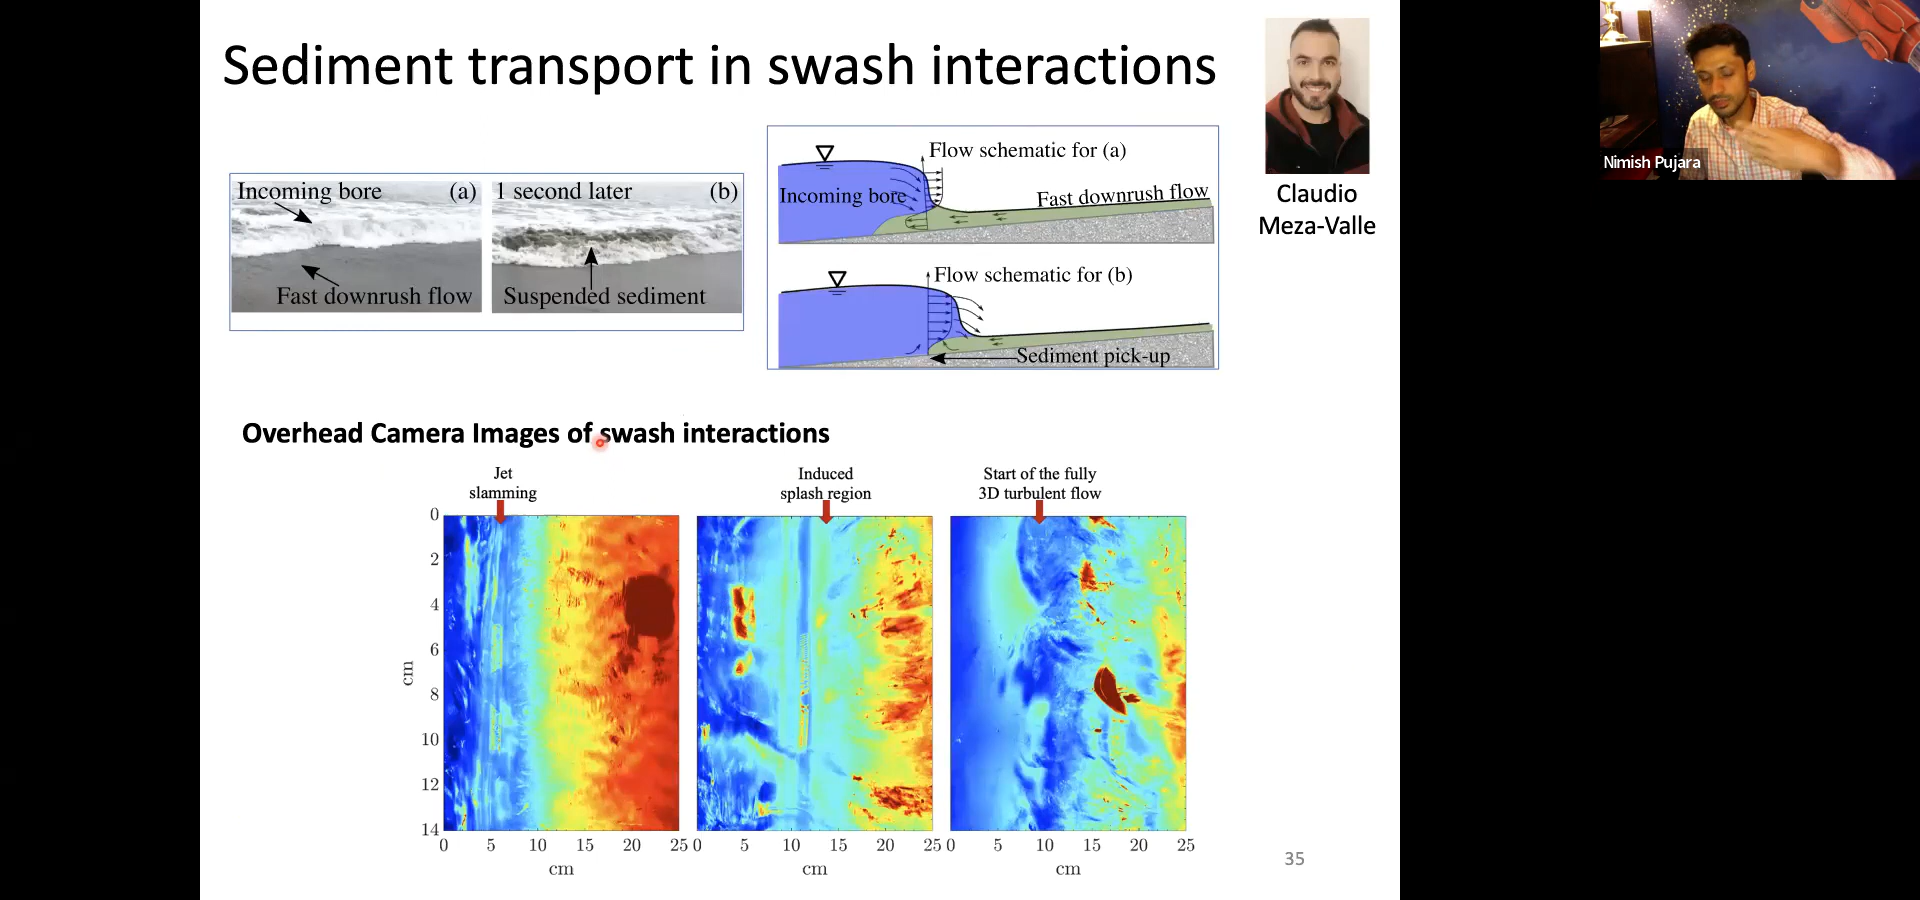 Sediment transport in swash interactions
Incoming bore (a)
Fast downrush flow
1 second later (b)
Suspended sediment
Flow schematic for (a)
Incoming bore
Fast downrush flow
Flow schematic for (b)
Sediment pick-up
Claudio
Meza-Valle
Nimish Pujara
Overhead Camera Images of swash interactions
Jet
slamming
Induced
splash region
Start of the fully
3D turbulent flow
0
2
4
6
8
10
12
14
cm
0 5 10 15 20 25
cm
0 5 10 15 20 25
cm
0 5 10 15 20 25
cm
35